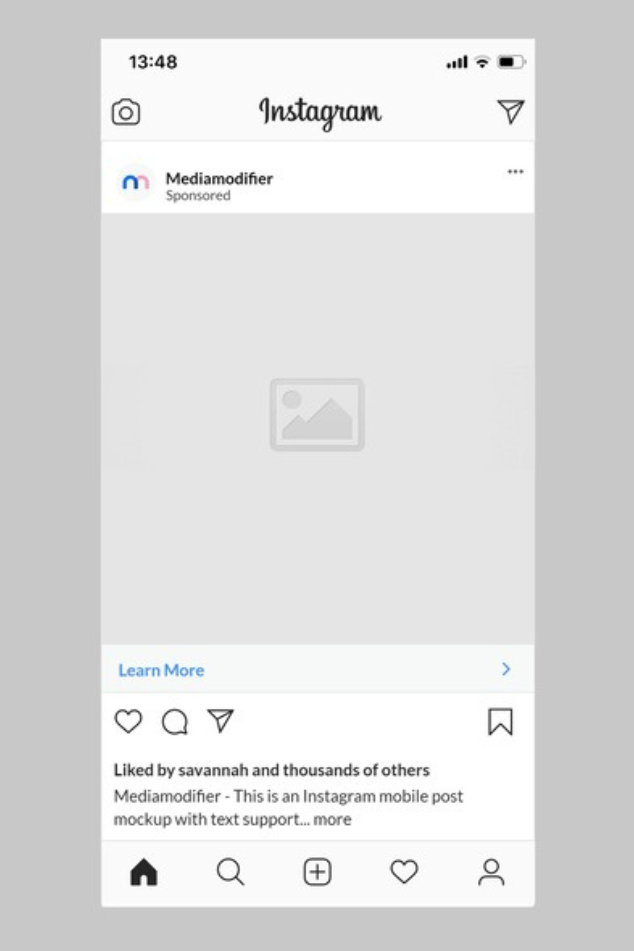 13:48
Instagram
Mediamodifier
Sponsored
Learn More
Liked by savannah and thousands of others
Mediamodifier - This is an Instagram mobile post
mockup with text support... more